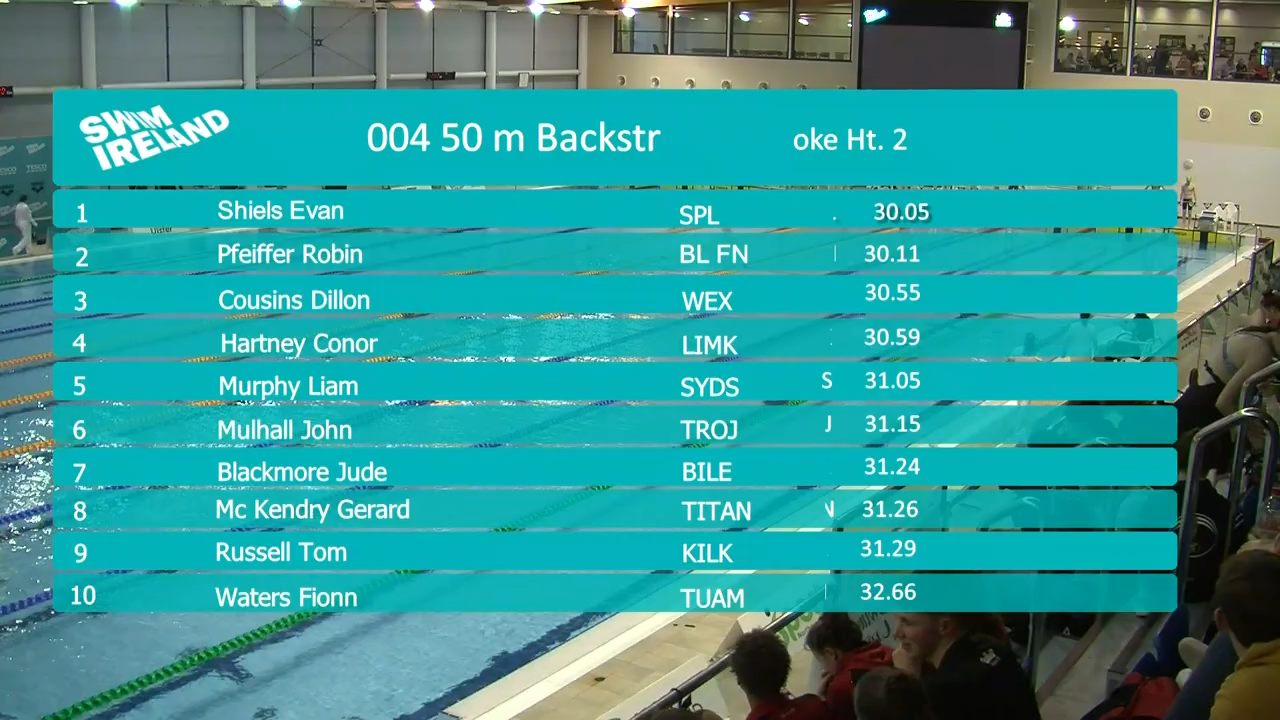 SWIM IRELAND
004 50 m Backstr oke Ht. 2
1 Shiels Evan SPL . 30.05
2 Pfeiffer Robin BL FN 30.11
3 Cousins Dillon WEX 30.55
4 Hartney Conor LIMK 30.59
5 Murphy Liam SYDS S 31.05
6 Mulhall John TROJ J 31.15
7 Blackmore Jude BILE 31.24
8 Mc Kendry Gerard TITAN N 31.26
9 Russell Tom KILK 31.29
10 Waters Fionn TUAM 32.66